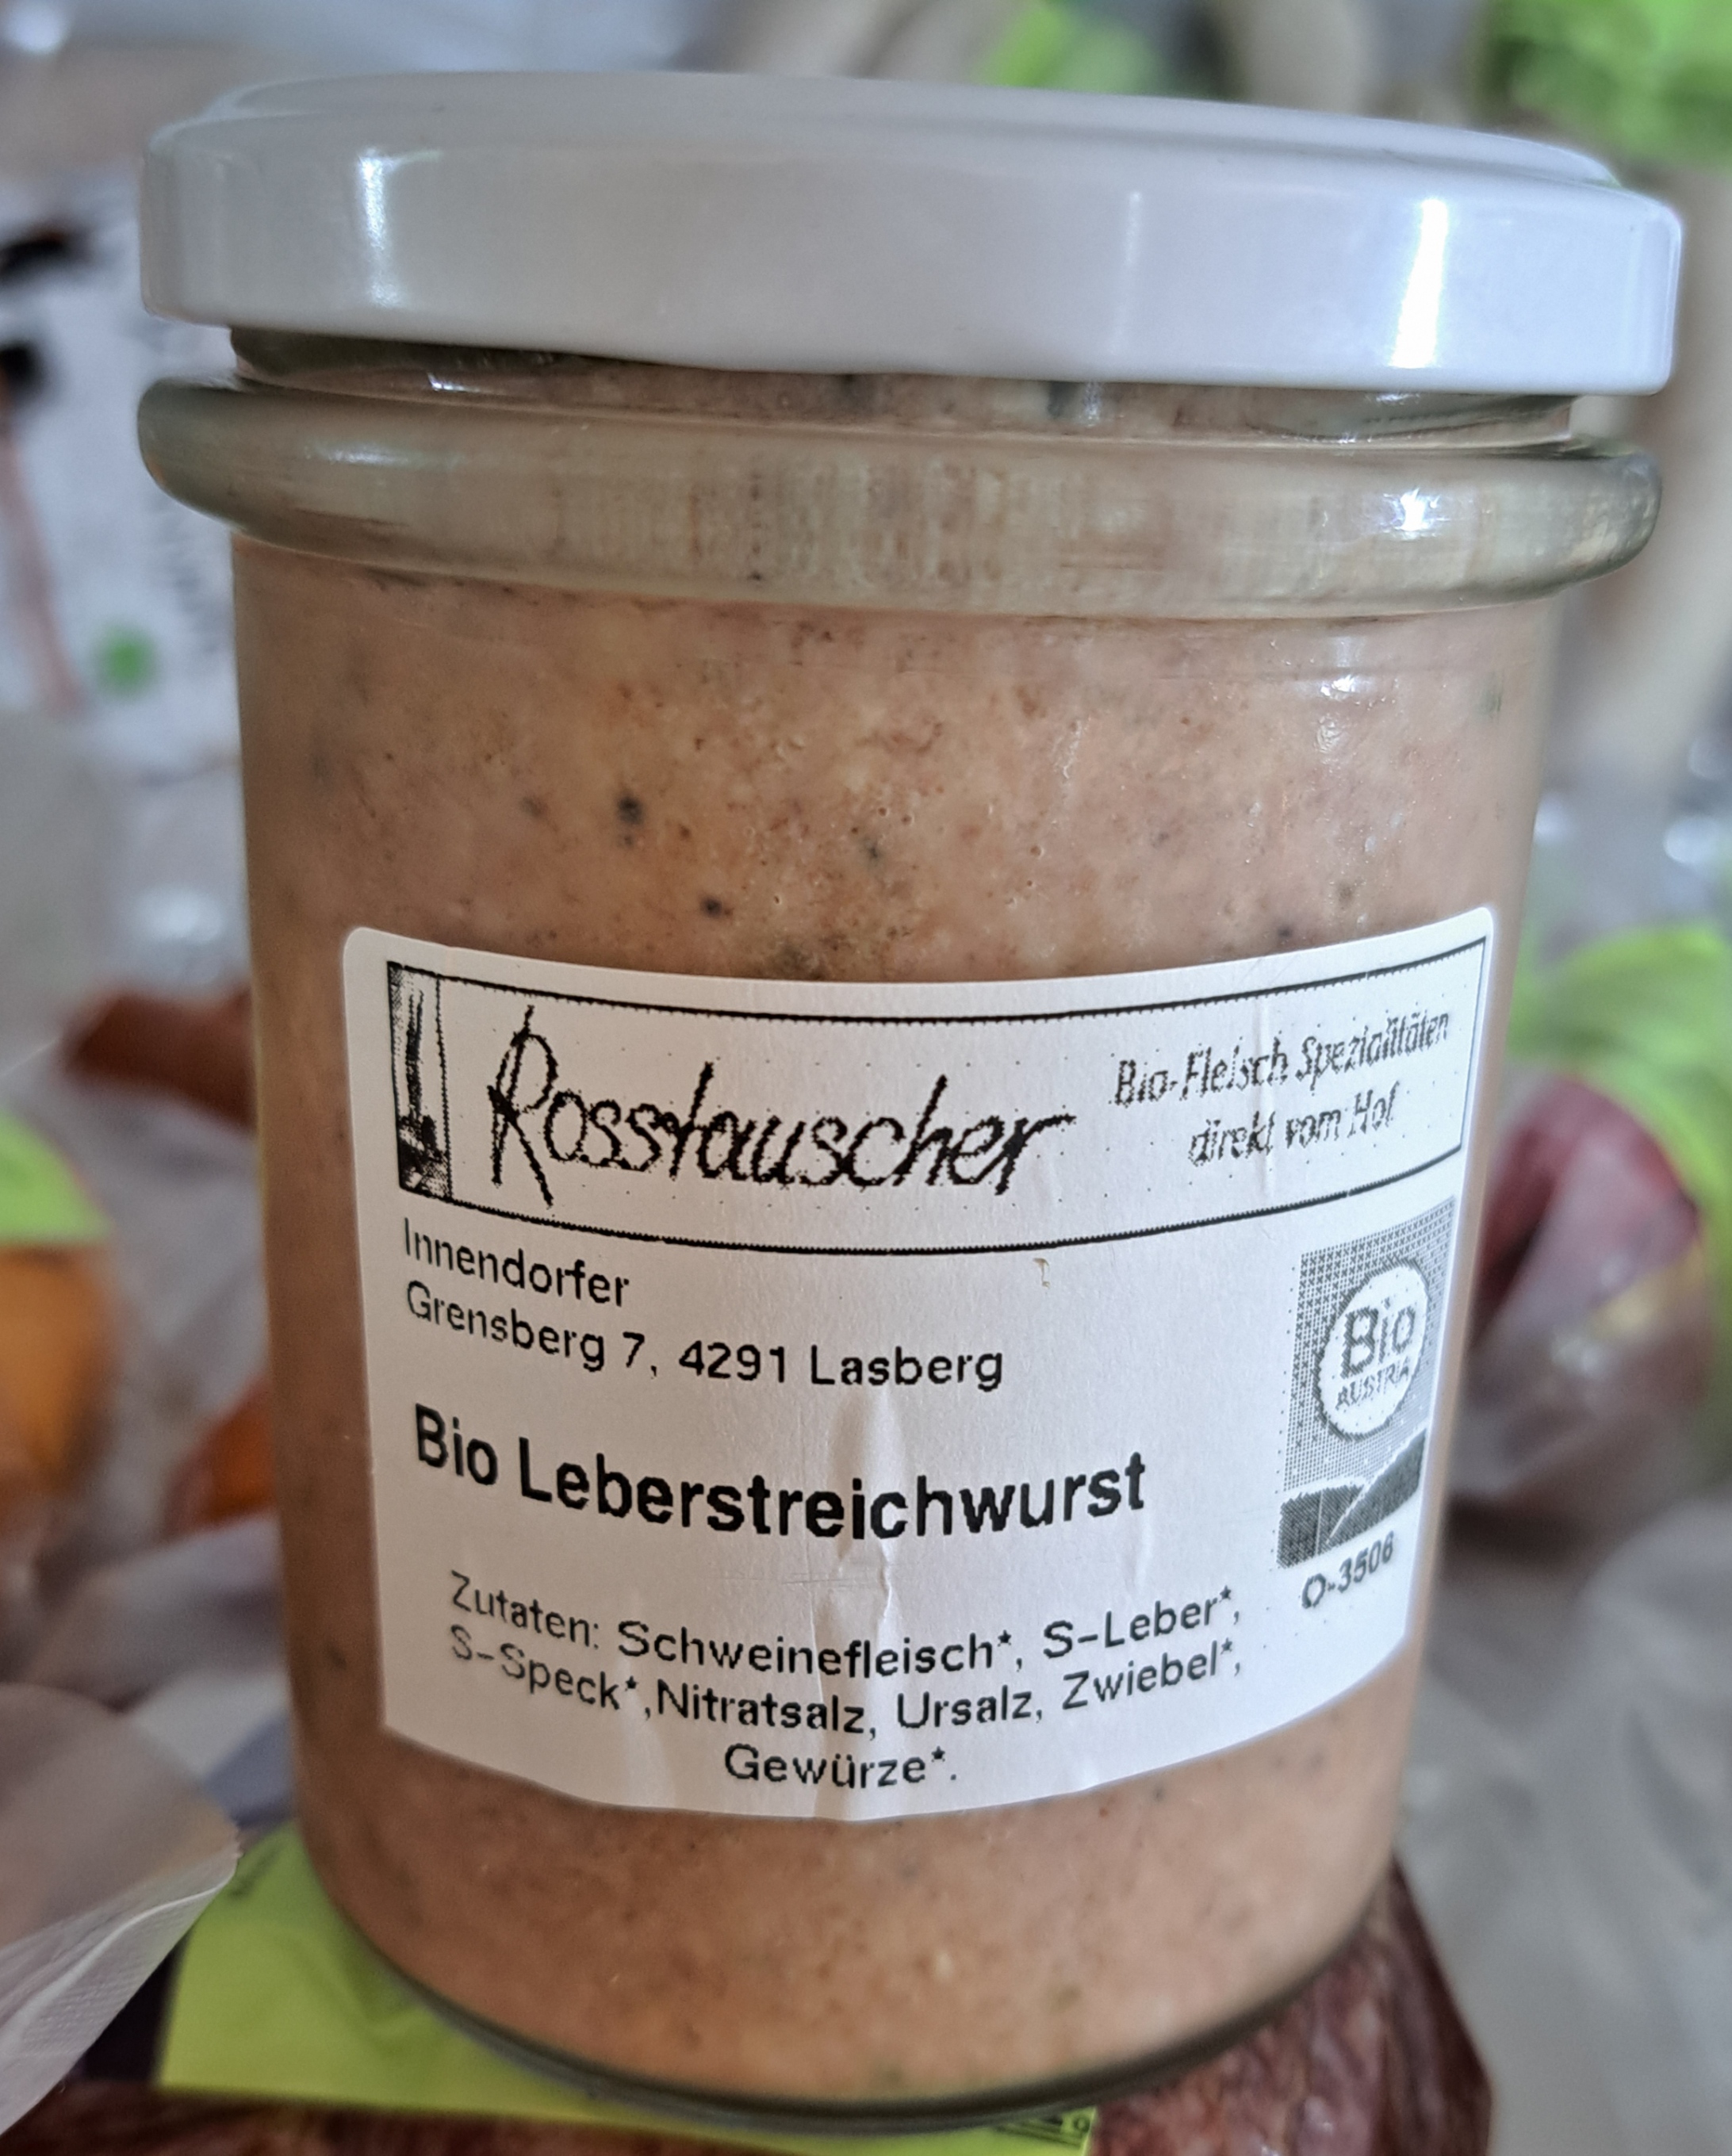 Rosstauscher
Bio-Fleisch Spezialitäten
direkt vom Hof
Innendorfer
Grensberg 7, 4291 Lasberg
Bio
AUSTRIA
O-3506
Bio Leberstreichwurst
Zutaten: Schweinefleisch*, S-Leber*,
S-Speck*,Nitratsalz, Ursalz, Zwiebel*,
Gewürze*.